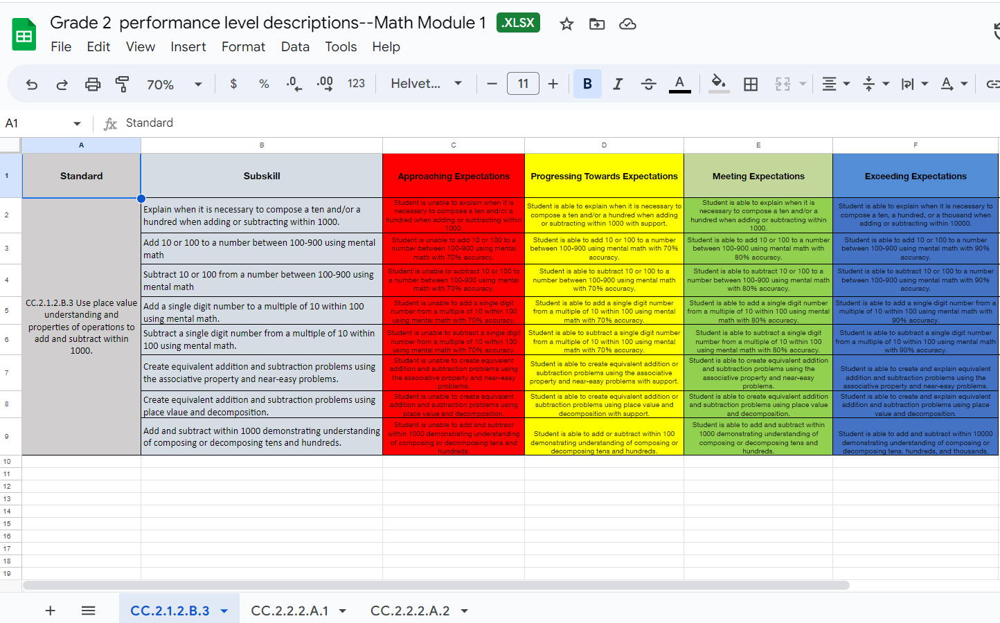 Grade 2 performance level descriptions--Math Module 1 .XLSX
File Edit View Insert Format Data Tools Help
70% $ % .0 .00 123 Helvet... 11 B I S A A
A1 fx Standard
A B C D E F
1 Standard Subskill Approaching Expectations Progressing Towards Expectations Meeting Expectations Exceeding Expectations
CC.2.1.2.B.3 Use place value
understanding and
properties of operations to
add and subtract within
1000.
2
Explain when it is necessary to compose a ten and/or a
hundred when adding or subtracting within 1000.
Student is unable to explain when it is
necessary to compose a ten and/or a
hundred when adding or subtracting within
1000.
Student is able to explain when it is necessary to
compose a ten and/or a hundred when adding
or subtracting within 1000 with support.
Student is able to explain when it is
necessary to compose a ten and/or a
hundred when adding or subtracting within
1000.
Student is able to explain when it is necessary to
compose a ten, a hundred, or a thousand when
adding or subtracting within 10000.
3
Add 10 or 100 to a number between 100-900 using mental
math
Student is unable to add 10 or 100 to a
number between 100-900 using mental
math with 70% accuracy.
Student is able to add 10 or 100 to a number
between 100-900 using mental math with 70%
accuracy.
Student is able to add 10 or 100 to a number
between 100-900 using mental math with
80% accuracy.
Student is able to add 10 or 100 to a number
between 100-900 using mental math with 90%
accuracy.
4
Subtract 10 or 100 from a number between 100-900 using
mental math
Student is unable to subtract 10 or 100 to
a number between 100-900 using mental
math with 70% accuracy.
Student is able to subtract 10 or 100 to a
number between 100-900 using mental math
with 70% accuracy.
Student is able to subtract 10 or 100 to a
number between 100-900 using mental math
with 80% accuracy.
Student is able to subtract 10 or 100 to a number
between 100-900 using mental math with 90%
accuracy.
5
Add a single digit number to a multiple of 10 within 100
using mental math.
Student is unable to add a single digit
number from a multiple of 10 within 100
using mental math with 70% accuracy.
Student is able to add a single digit number
from a multiple of 10 within 100 using mental
math with 70% accuracy.
Student is able to add a single digit number
from a multiple of 10 within 100 using mental
math with 80% accuracy.
Student is able to add a single digit number from a
multiple of 10 within 100 using mental math with
90% accuracy.
6
Subtract a single digit number from a multiple of 10 within
100 using mental math.
Student is unable to subtract a single digit
number from a multiple of 10 within 100
using mental math with 70% accuracy.
Student is able to subtract a single digit number
from a multiple of 10 within 100 using mental
math with 70% accuracy.
Student is able to subtract a single digit
number from a multiple of 10 within 100
using mental math with 80% accuracy.
Student is able to subtract a single digit number
from a multiple of 10 within 100 using mental math
with 90% accuracy.
7
Create equivalent addition and subtraction problems using
the associative property and near-easy problems.
Student is unable to create equivalent
addition and subtraction problems using
the associative property and near-easy
problems.
Student is able to create equivalent addition or
subtraction problems using the associative
property and near-easy problems with support.
Student is able to create equivalent addition
and subtraction problems using the
associative property and near-easy
problems.
Student is able to create and explain equivalent
addition and subtraction problems using the
associative property and near-easy problems.
8
Create equivalent addition and subtraction problems using
place vlaue and decomposition.
Student is unable to create equivalent
addition and subtraction problems using
place value and decomposition.
Student is able to create equivalent addition or
subtraction problems using place value and
decomposition with support.
Student is able to create equivalent addition
and subtraction problems using place value
and decomposition.
Student is able to create and explain equivalent
addition and subtraction problems using place
value and decomposition.
9
Add and subtract within 1000 demonstrating understanding
of composing or decomposing tens and hundreds.
Student is unable to add and subtract
within 1000 demonstrating understanding
of composing or decomposing tens and
hundreds.
Student is able to add or subtract within 100
demonstrating understanding of composing or
decomposing tens and hundreds.
Student is able to add and subtract within
1000 demonstrating understanding of
composing or decomposing tens and
hundreds.
Student is able to add and subtract within 10000
demonstrating understanding of composing or
decomposing tens, hundreds, and thousands.
10
11
12
13
14
15
16
17
18
19
CC.2.1.2.B.3 CC.2.2.2.A.1 CC.2.2.2.A.2